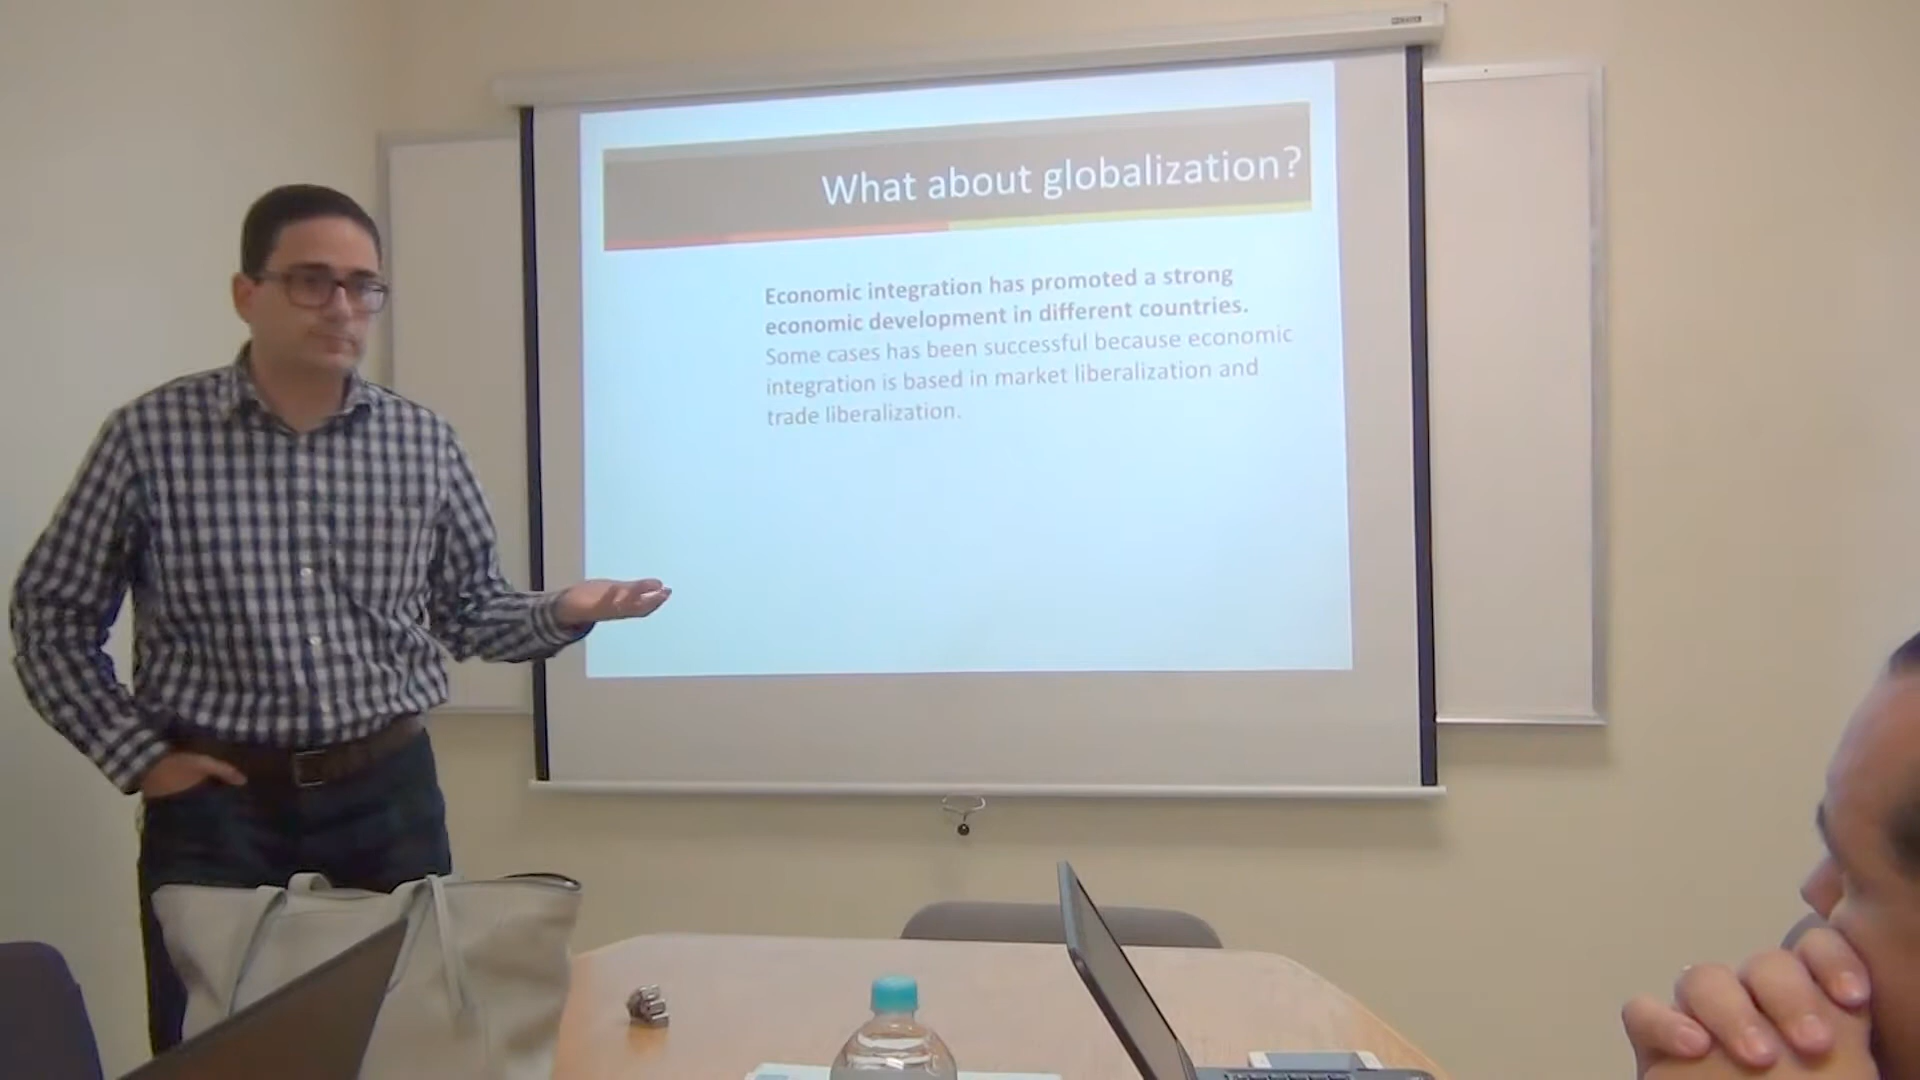 What about globalization?
Economic integration has promoted a strong
economic development in different countries.
Some cases has been successful because economic
integration is based in market liberalization and
trade liberalization.